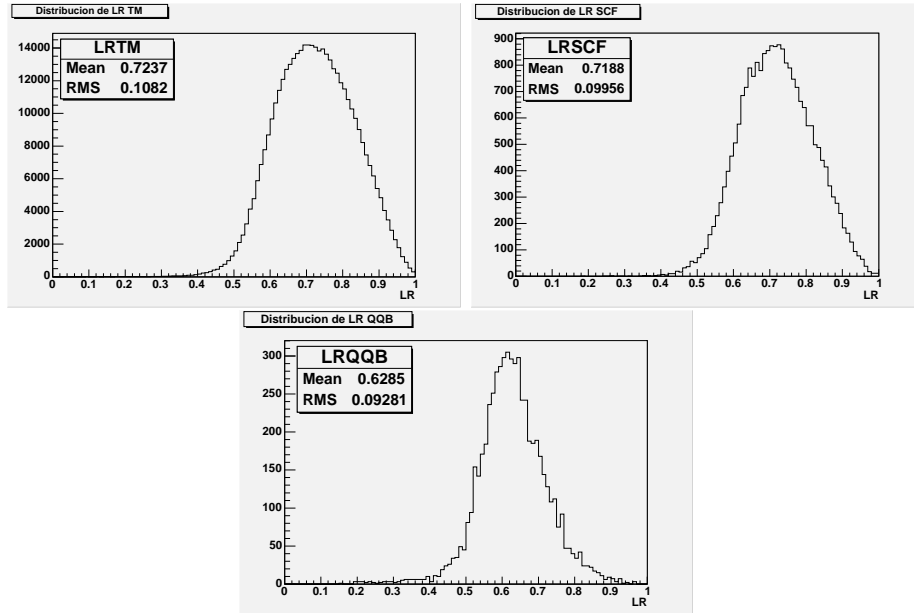 Distribucion de LR TM
LRTM
Mean 0.7237
RMS 0.1082
14000
12000
10000
8000
6000
4000
2000
0
0 0.1 0.2 0.3 0.4 0.5 0.6 0.7 0.8 0.9 1
LR
Distribucion de LR SCF
LRSCF
Mean 0.7188
RMS 0.09956
900
800
700
600
500
400
300
200
100
0
0 0.1 0.2 0.3 0.4 0.5 0.6 0.7 0.8 0.9 1
LR
Distribucion de LR QQB
LRQQB
Mean 0.6285
RMS 0.09281
300
250
200
150
100
50
0
0 0.1 0.2 0.3 0.4 0.5 0.6 0.7 0.8 0.9 1
LR